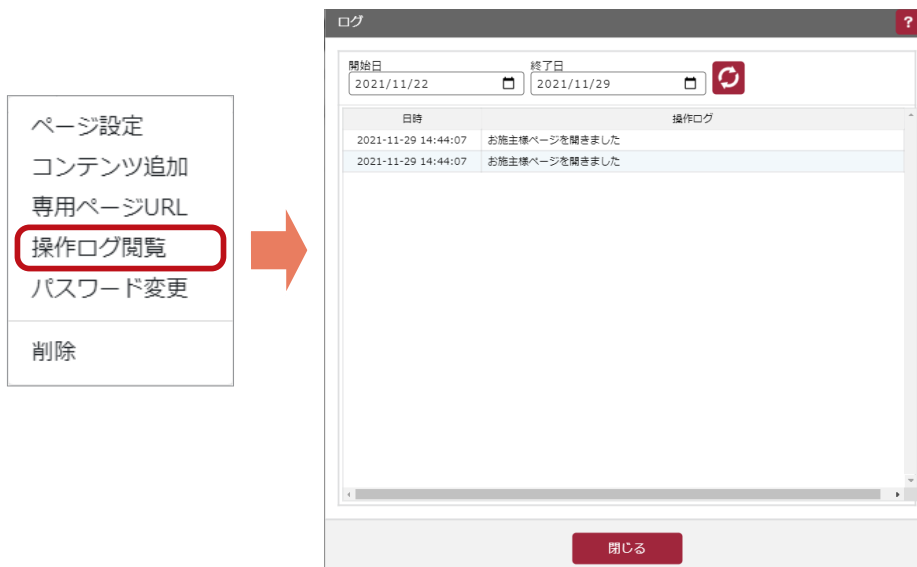 ページ設定
コンテンツ追加
専用ページURL
操作ログ閲覧
パスワード変更
削除
ログ
?
開始日 終了日
2021/11/22 2021/11/29
日時 操作ログ
2021-11-29 14:44:07 お施主様ページを開きました
2021-11-29 14:44:07 お施主様ページを開きました
閉じる